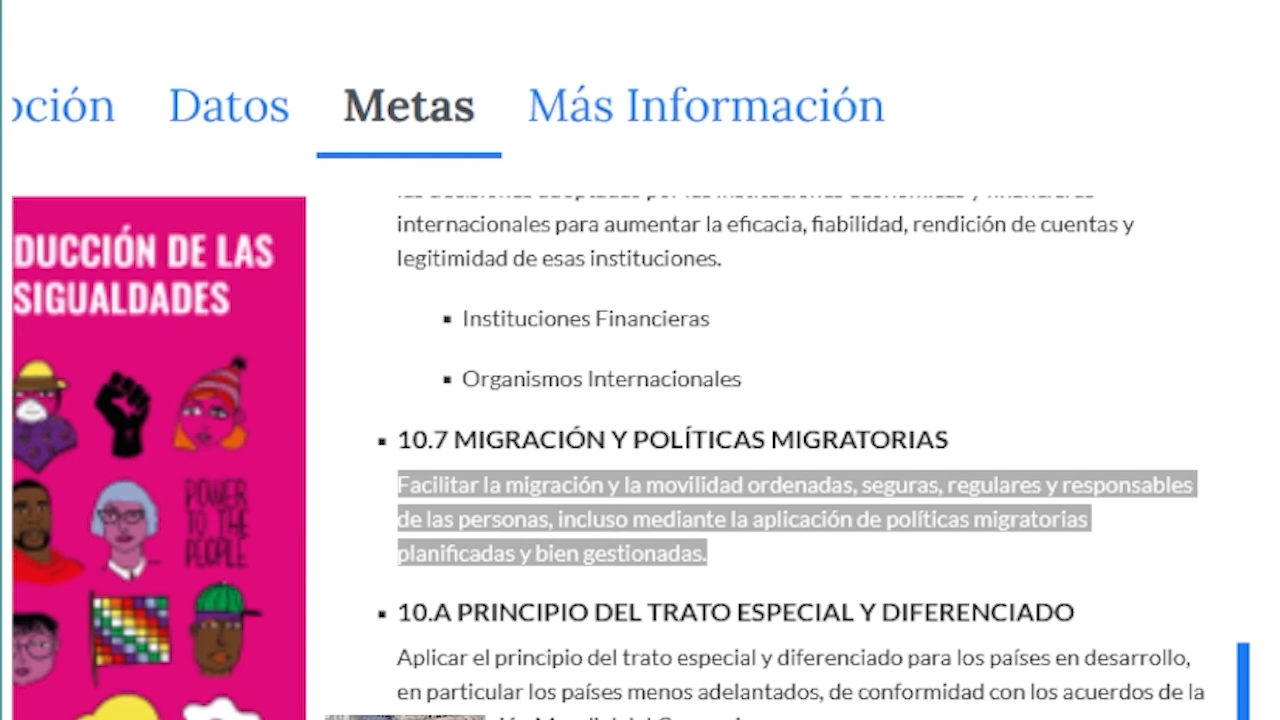 Datos Metas Más Información
DUCCIÓN DE LAS
SIGUALDADES
POWER
TO THE
PEOPLE
internacionales para aumentar la eficacia, fiabilidad, rendición de cuentas y
legitimidad de esas instituciones.
▪ Instituciones Financieras
▪ Organismos Internacionales
▪ 10.7 MIGRACIÓN Y POLÍTICAS MIGRATORIAS
Facilitar la migración y la movilidad ordenadas, seguras, regulares y responsables
de las personas, incluso mediante la aplicación de políticas migratorias
planificadas y bien gestionadas.
▪ 10.A PRINCIPIO DEL TRATO ESPECIAL Y DIFERENCIADO
Aplicar el principio del trato especial y diferenciado para los países en desarrollo,
en particular los países menos adelantados, de conformidad con los acuerdos de la